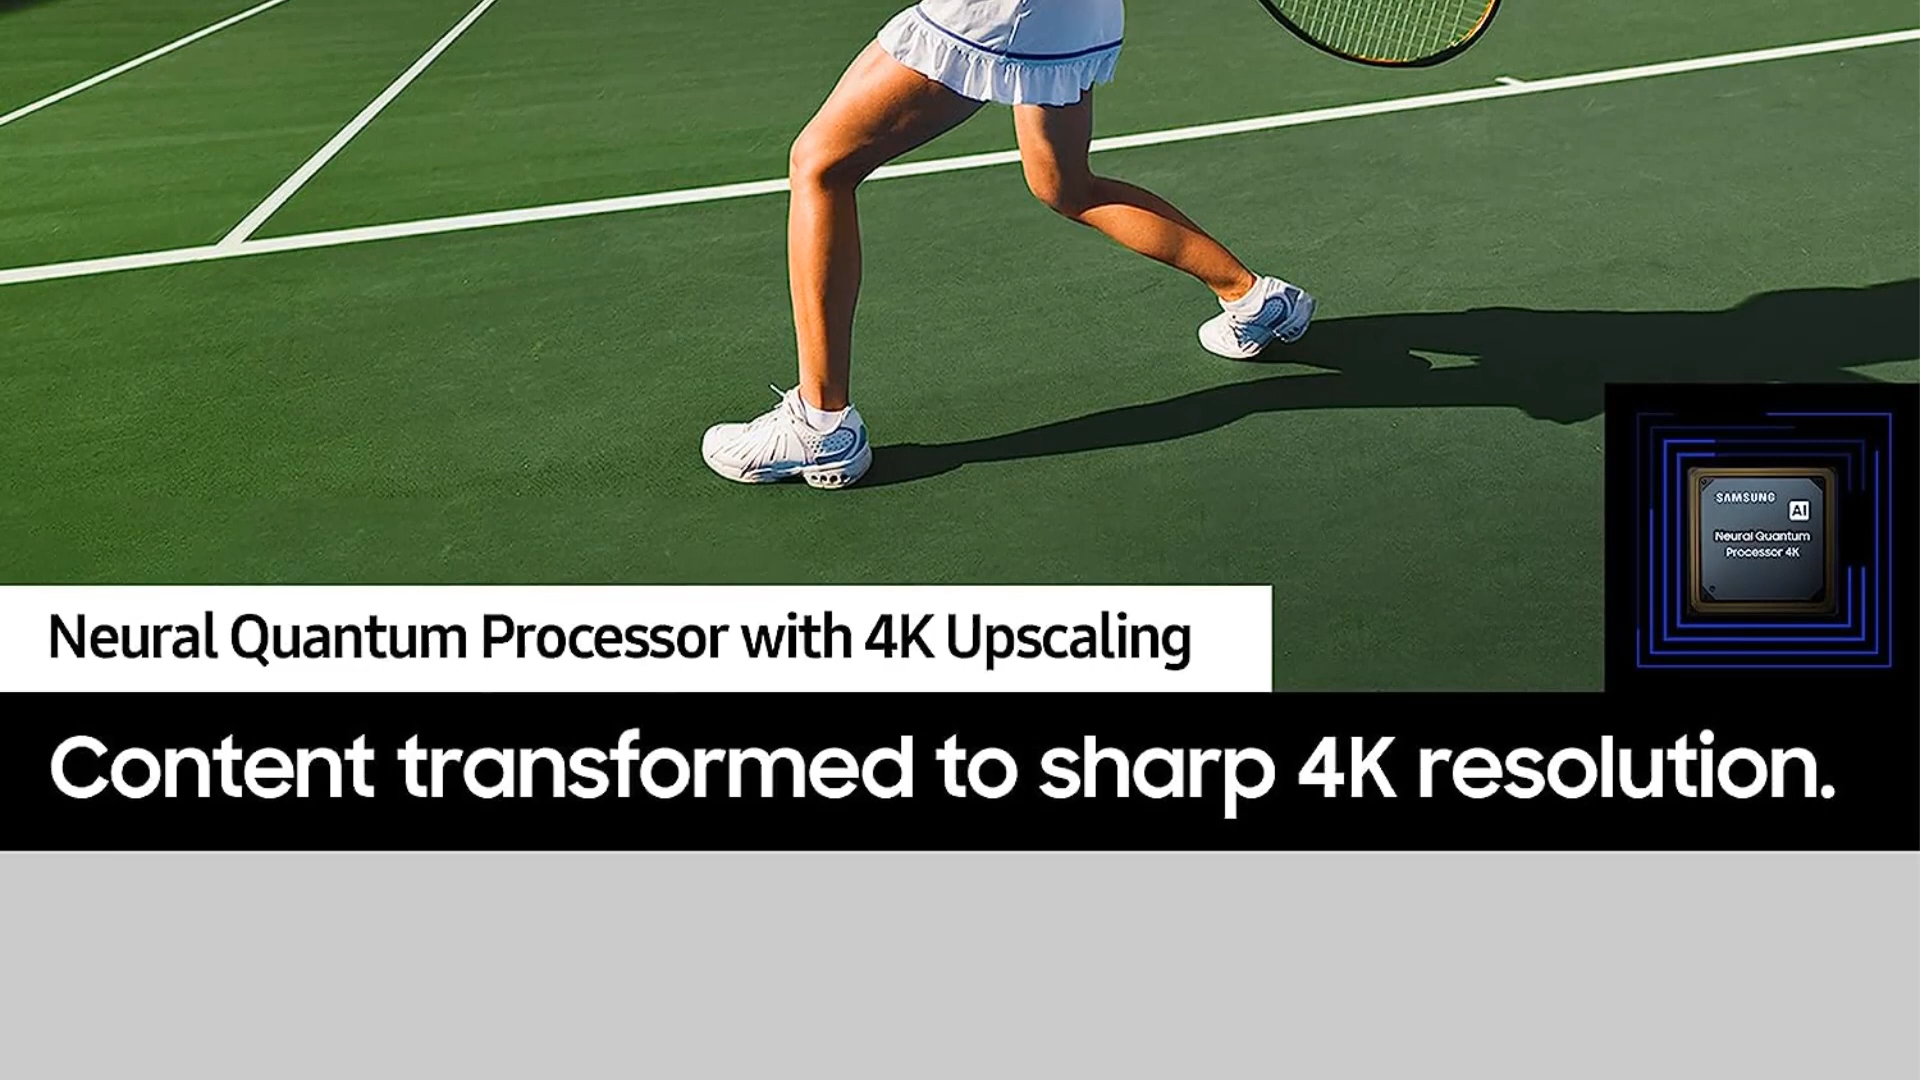 SAMSUNG
AI
Neural Quantum
Processor 4K
Neural Quantum Processor with 4K Upscaling
Content transformed to sharp 4K resolution.